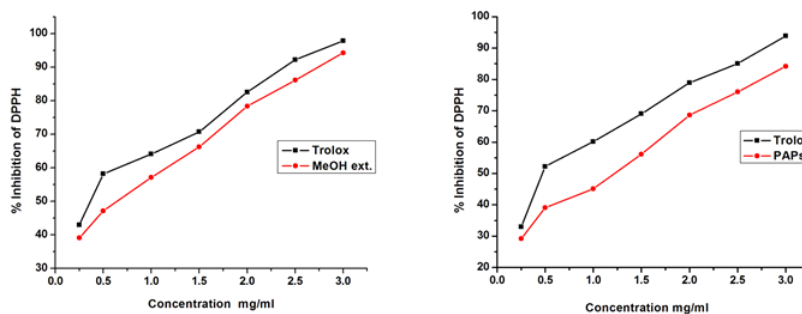 % Inhibition of DPPH
100
90
80
70
60
50
40
30
0.0 0.5 1.0 1.5 2.0 2.5 3.0
Concentration mg/ml
Trolox
MeOH ext.
% Inhibition of DPPH
100
90
80
70
60
50
40
30
20
0.0 0.5 1.0 1.5 2.0 2.5 3.0
Concentration mg/ml
Trolo
PAPs